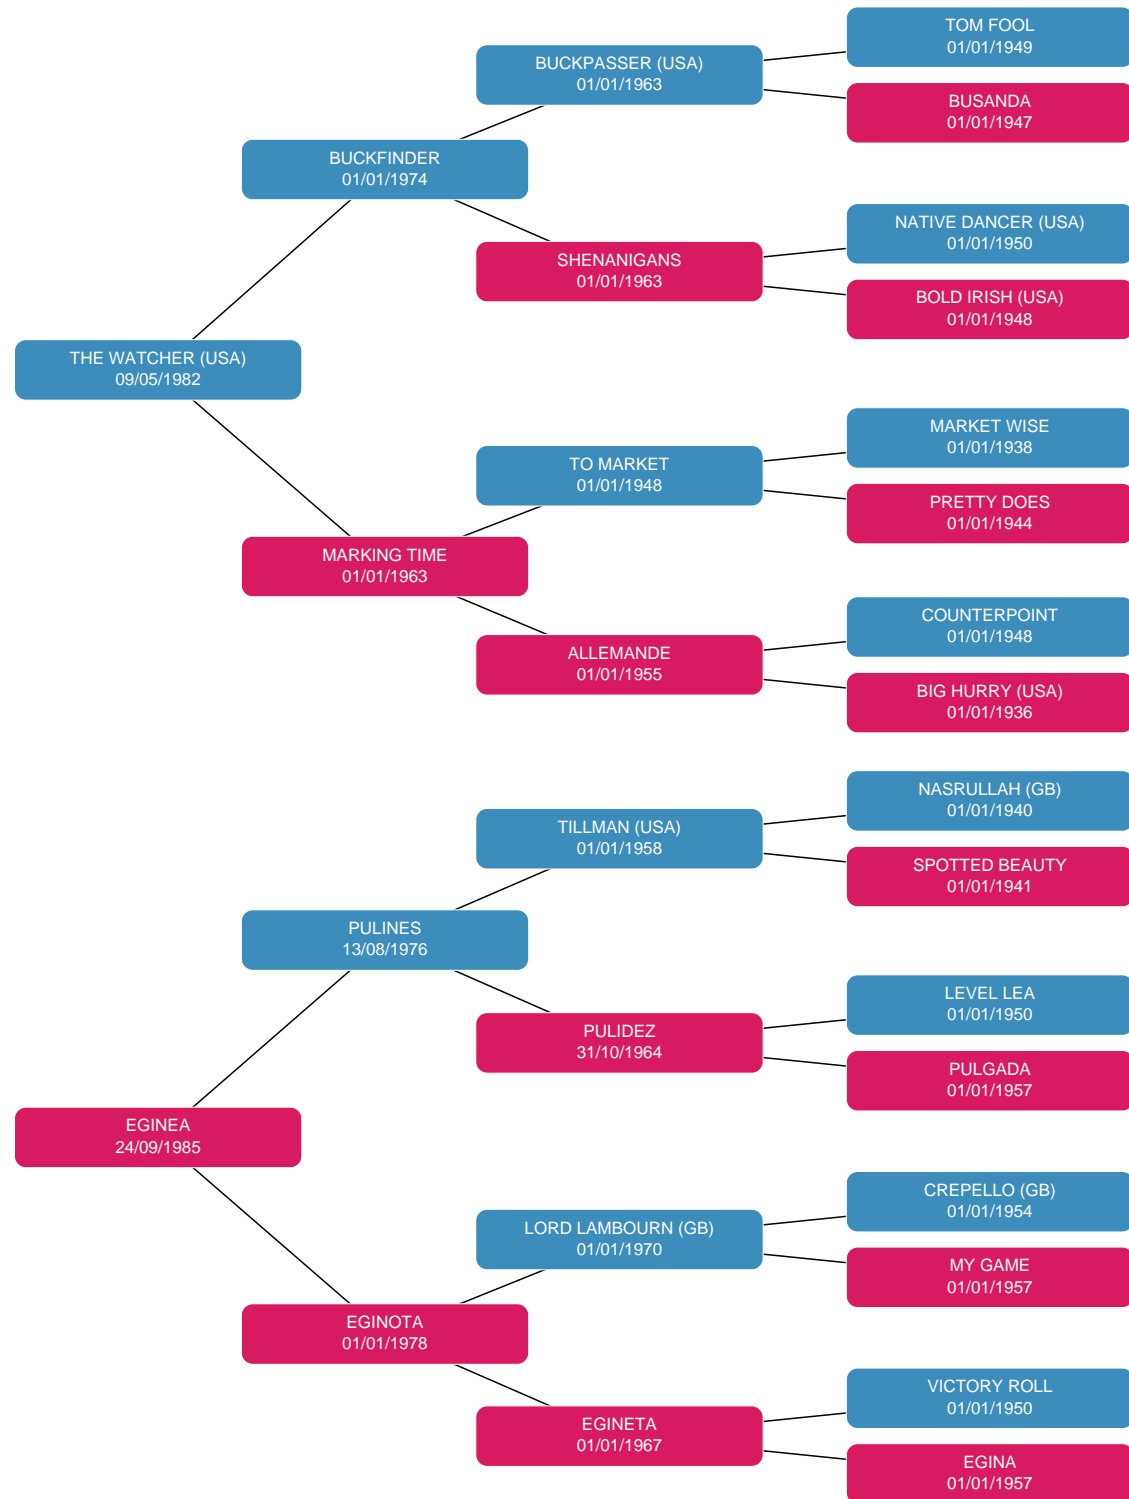 TOM FOOL
01/01/1949
BUCKPASSER (USA)
01/01/1963
BUSANDA
01/01/1947
BUCKFINDER
01/01/1974
NATIVE DANCER (USA)
01/01/1950
SHENANIGANS
01/01/1963
BOLD IRISH (USA)
01/01/1948
THE WATCHER (USA)
09/05/1982
MARKET WISE
01/01/1938
TO MARKET
01/01/1948
PRETTY DOES
01/01/1944
MARKING TIME
01/01/1963
COUNTERPOINT
01/01/1948
ALLEMANDE
01/01/1955
BIG HURRY (USA)
01/01/1936
NASRULLAH (GB)
01/01/1940
TILLMAN (USA)
01/01/1958
SPOTTED BEAUTY
01/01/1941
PULINES
13/08/1976
LEVEL LEA
01/01/1950
PULIDEZ
31/10/1964
PULGADA
01/01/1957
EGINEA
24/09/1985
CREPELLO (GB)
01/01/1954
LORD LAMBOURN (GB)
01/01/1970
MY GAME
01/01/1957
EGINOTA
01/01/1978
VICTORY ROLL
01/01/1950
EGINETA
01/01/1967
EGINA
01/01/1957